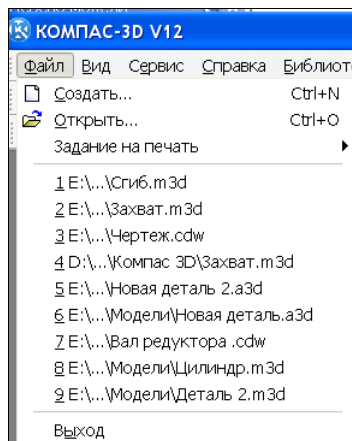 КОМПАС-3D V12
Файл Вид Сервис Справка Библиот
Создать... Ctrl+N
Открыть... Ctrl+O
Задание на печать
1 E:\...\Сгиб.m3d
2 E:\...\Захват.m3d
3 E:\...\Чертеж.cdw
4 D:\...\Компас 3D\Захват.m3d
5 E:\...\Новая деталь 2.a3d
6 E:\...\Модели\Новая деталь.a3d
7 E:\...\Вал редуктора .cdw
8 E:\...\Модели\Цилиндр.m3d
9 E:\...\Модели\Деталь 2.m3d
Выход